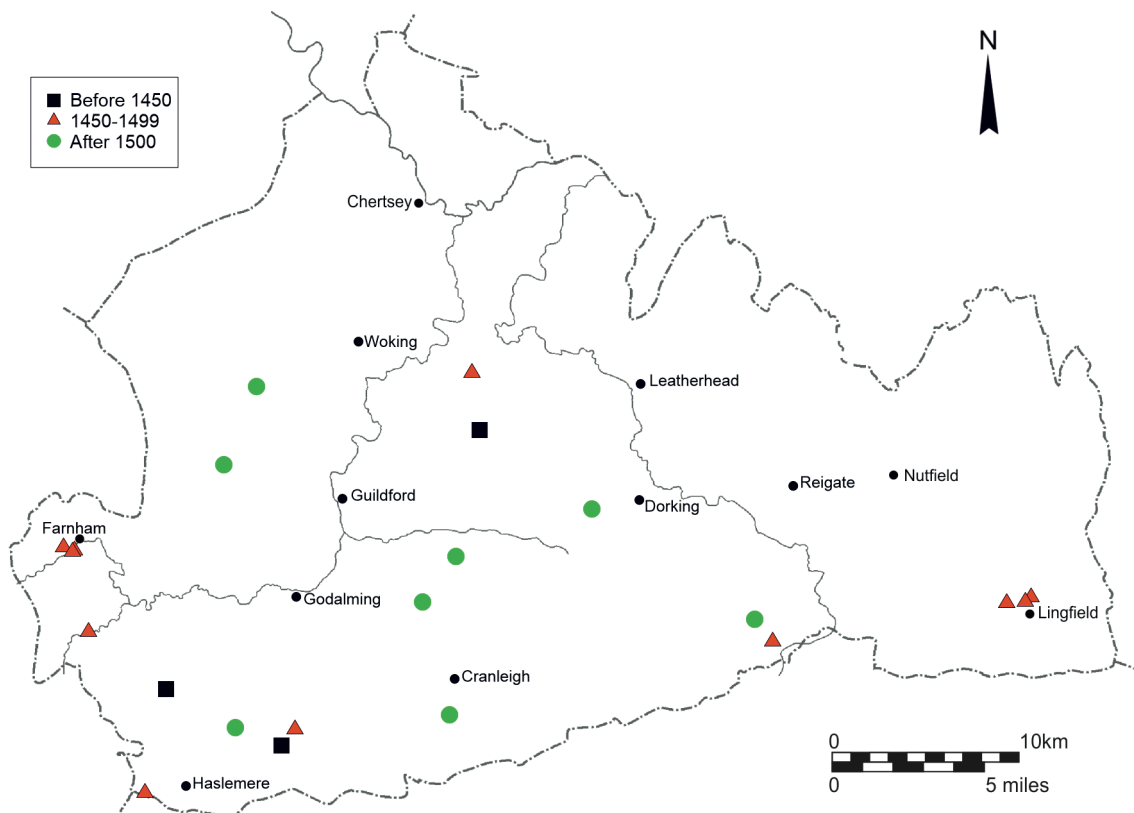 N
Before 1450
1450-1499
After 1500
Chertsey
Woking
Leatherhead
Nutfield
Reigate
Guildford
Dorking
Farnham
Godalming
Lingfield
Cranleigh
0 10km
Haslemere
0 5 miles